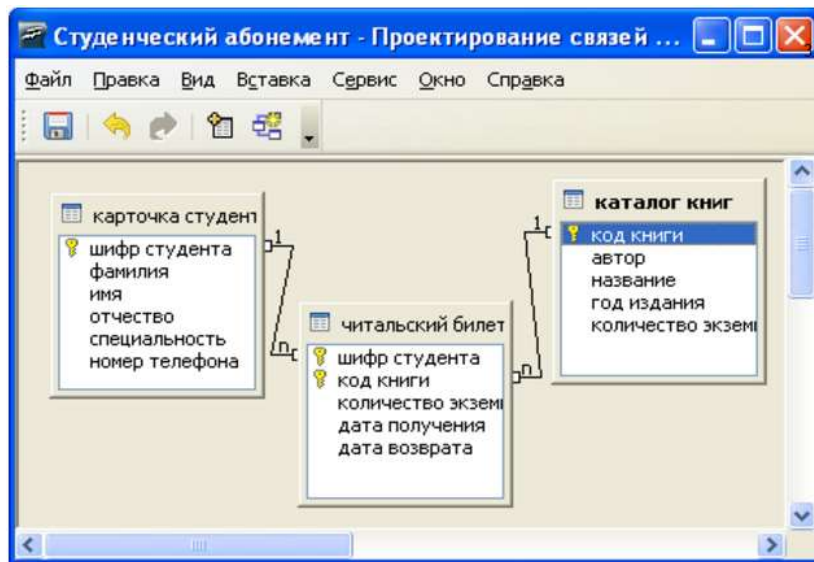 Студенческий абонемент - Проектирование связей ...
Файл Правка Вид Вставка Сервис Окно Справка
карточка студент
шифр студента
фамилия
имя
отчество
специальность
номер телефона
1
n
читальский билет
шифр студента
код книги
количество экземп
дата получения
дата возврата
1
n
каталог книг
код книги
автор
название
год издания
количество экземп